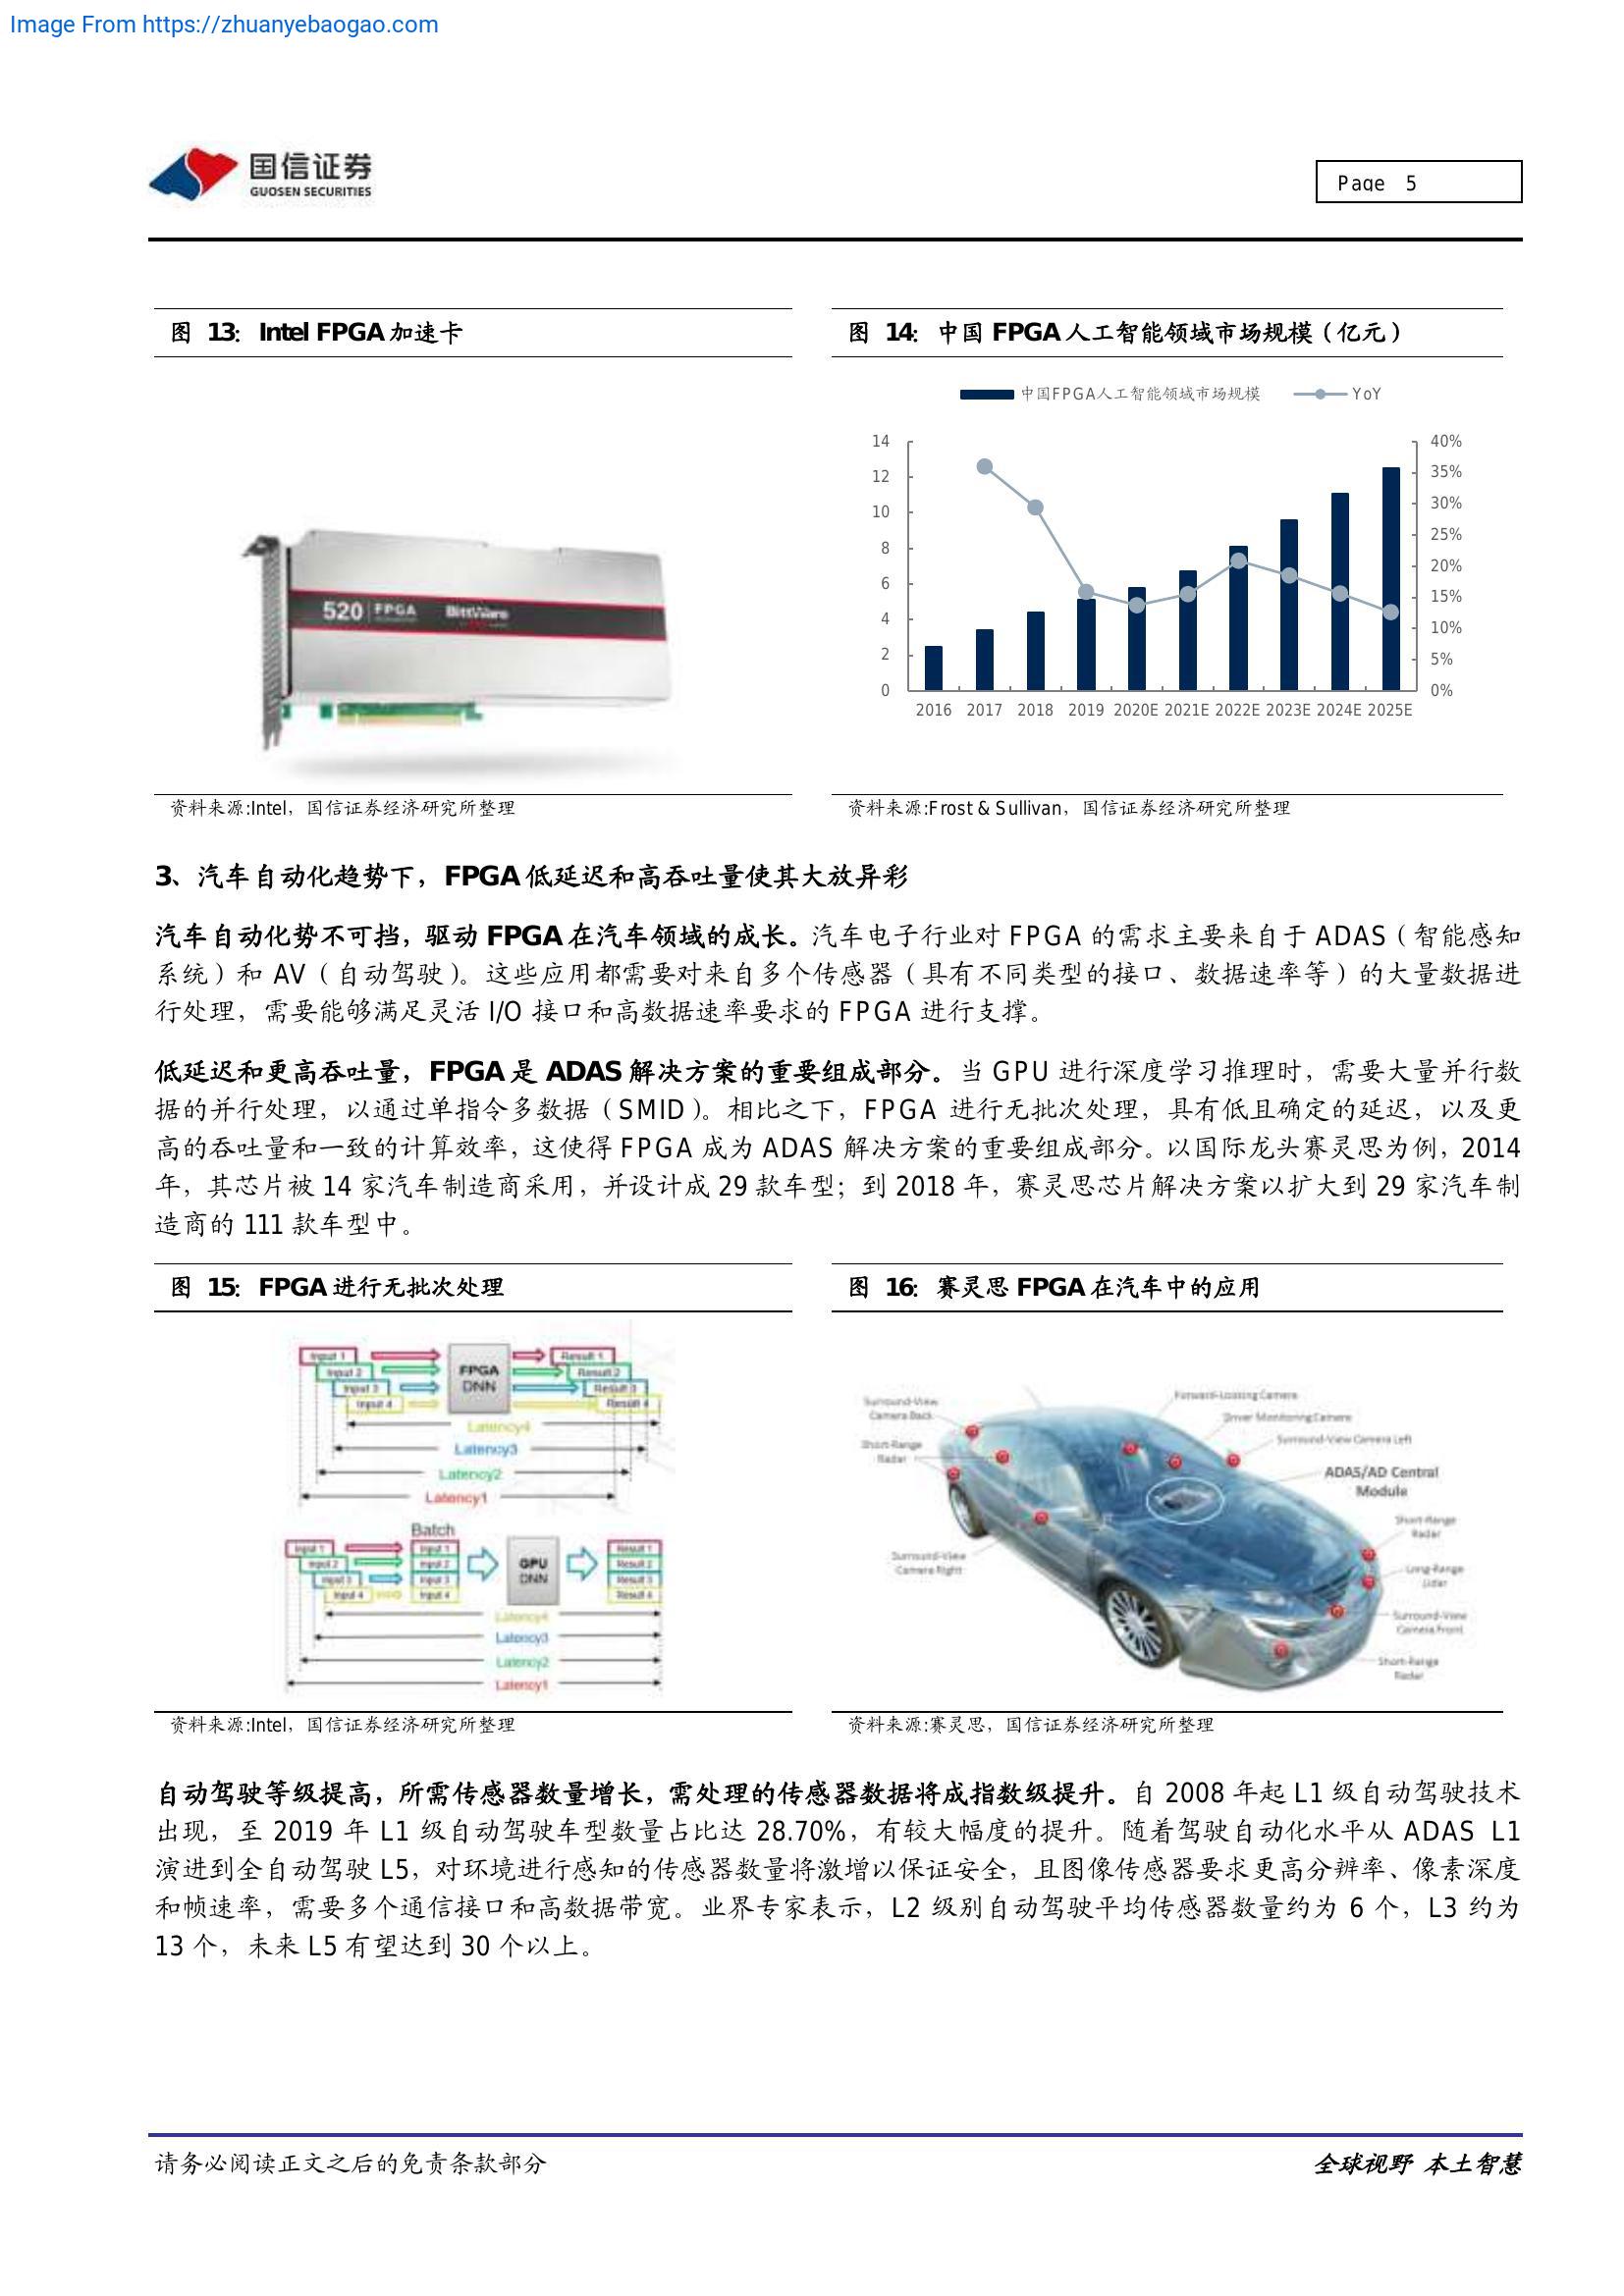 Image From https://zhuanyebaogao.com
国信证券
GUOSEN SECURITIES
Page 5
图 13: Intel FPGA 加速卡
520 FPGA BittWare
资料来源:Intel，国信证券经济研究所整理
图 14: 中国 FPGA 人工智能领域市场规模（亿元）
中国FPGA人工智能领域市场规模 YoY
14 40%
12 35%
10 30%
8 25%
6 20%
4 15%
2 10%
0 5%
0%
2016 2017 2018 2019 2020E 2021E 2022E 2023E 2024E 2025E
资料来源:Frost & Sullivan，国信证券经济研究所整理
3、汽车自动化趋势下，FPGA 低延迟和高吞吐量使其大放异彩
汽车自动化势不可挡，驱动 FPGA 在汽车领域的成长。汽车电子行业对 FPGA 的需求主要来自于 ADAS（智能感知
系统）和 AV（自动驾驶）。这些应用都需要对来自多个传感器（具有不同类型的接口、数据速率等）的大量数据进
行处理，需要能够满足灵活 I/O 接口和高数据速率要求的 FPGA 进行支撑。
低延迟和更高吞吐量，FPGA 是 ADAS 解决方案的重要组成部分。当 GPU 进行深度学习推理时，需要大量并行数
据的并行处理，以通过单指令多数据（SMID）。相比之下，FPGA 进行无批次处理，具有低且确定的延迟，以及更
高的吞吐量和一致的计算效率，这使得 FPGA 成为 ADAS 解决方案的重要组成部分。以国际龙头赛灵思为例，2014
年，其芯片被 14 家汽车制造商采用，并设计成 29 款车型；到 2018 年，赛灵思芯片解决方案以扩大到 29 家汽车制
造商的 111 款车型中。
图 15: FPGA 进行无批次处理
Input 1 Result 1
Input 2 Result 2
Input 3 Result 3
Input 4 Result 4
FPGA
DNN
Latency4
Latency3
Latency2
Latency1
Batch
Input 1 Input 1 Result 1
Input 2 Input 2 Result 2
Input 3 Input 3 Result 3
Input 4 Input 4 Result 4
GPU
DNN
Latency4
Latency3
Latency2
Latency1
资料来源:Intel，国信证券经济研究所整理
图 16: 赛灵思 FPGA 在汽车中的应用
Surround-View
Camera Back
Short-Range
Radar
Surround-View
Camera Right
Forward-Looking Camera
Driver Monitoring Camera
Surround-View Camera Left
ADAS/AD Central
Module
Short-Range
Radar
Long-Range
Lidar
Surround-View
Camera Front
Short-Range
Radar
资料来源:赛灵思，国信证券经济研究所整理
自动驾驶等级提高，所需传感器数量增长，需处理的传感器数据将成指数级提升。自 2008 年起 L1 级自动驾驶技术
出现，至 2019 年 L1 级自动驾驶车型数量占比达 28.70%，有较大幅度的提升。随着驾驶自动化水平从 ADAS L1
演进到全自动驾驶 L5，对环境进行感知的传感器数量将激增以保证安全，且图像传感器要求更高分辨率、像素深度
和帧速率，需要多个通信接口和高数据带宽。业界专家表示，L2 级别自动驾驶平均传感器数量约为 6 个，L3 约为
13 个，未来 L5 有望达到 30 个以上。
请务必阅读正文之后的免责条款部分
全球视野 本土智慧